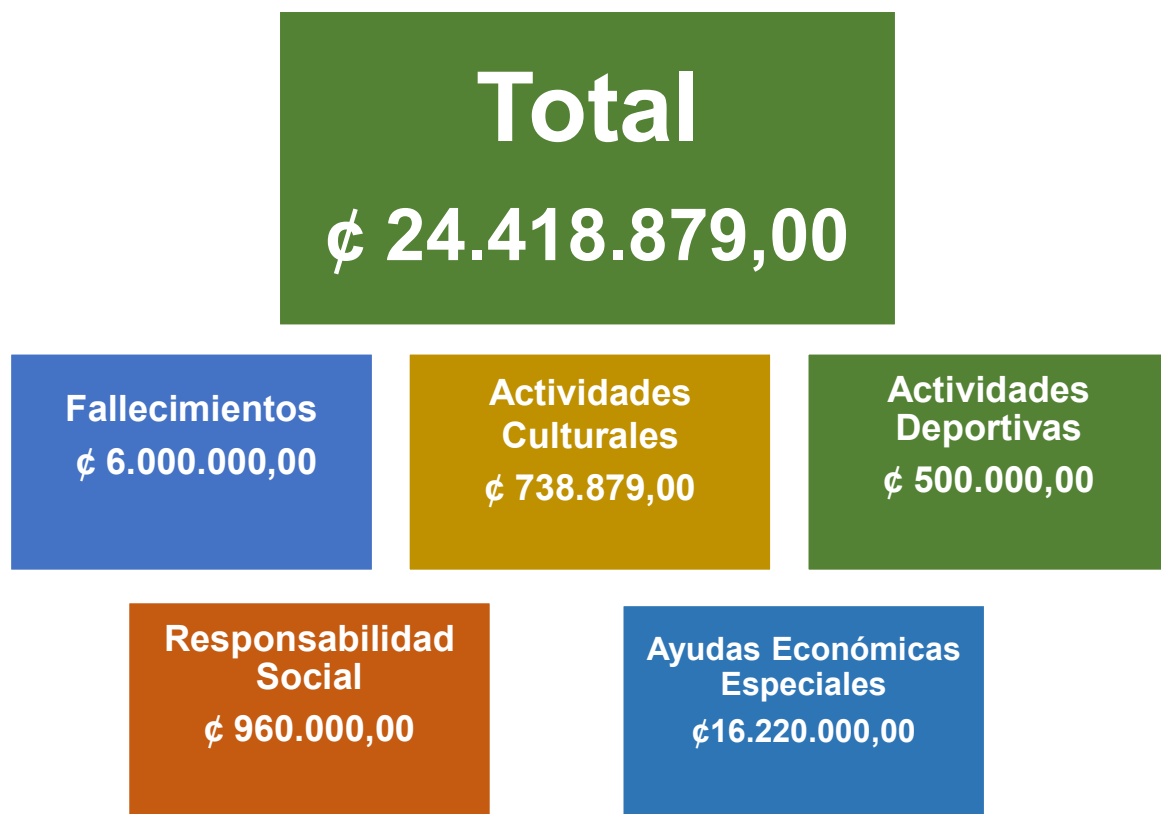 Total
₡ 24.418.879,00
Fallecimientos
₡ 6.000.000,00
Actividades
Culturales
₡ 738.879,00
Actividades
Deportivas
₡ 500.000,00
Responsabilidad
Social
₡ 960.000,00
Ayudas Económicas
Especiales
₡16.220.000,00